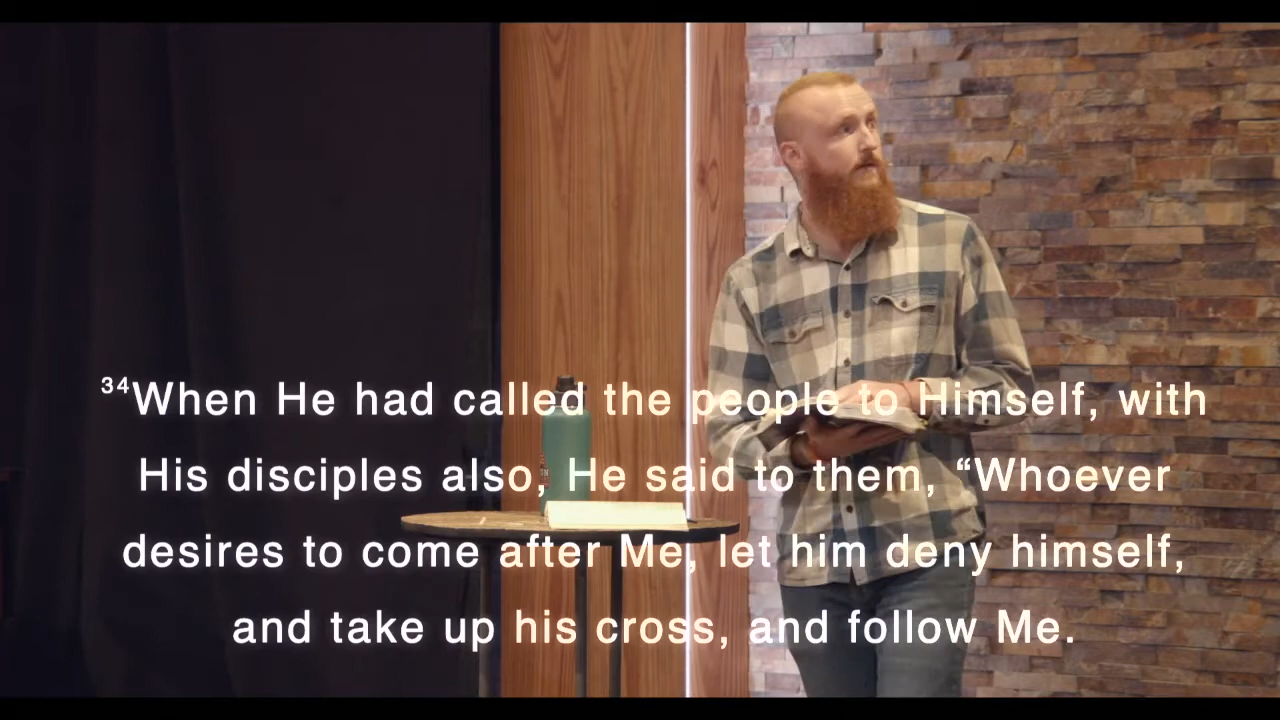 ³⁴When He had called the people to Himself, with
His disciples also, He said to them, “Whoever
desires to come after Me, let him deny himself,
and take up his cross, and follow Me.